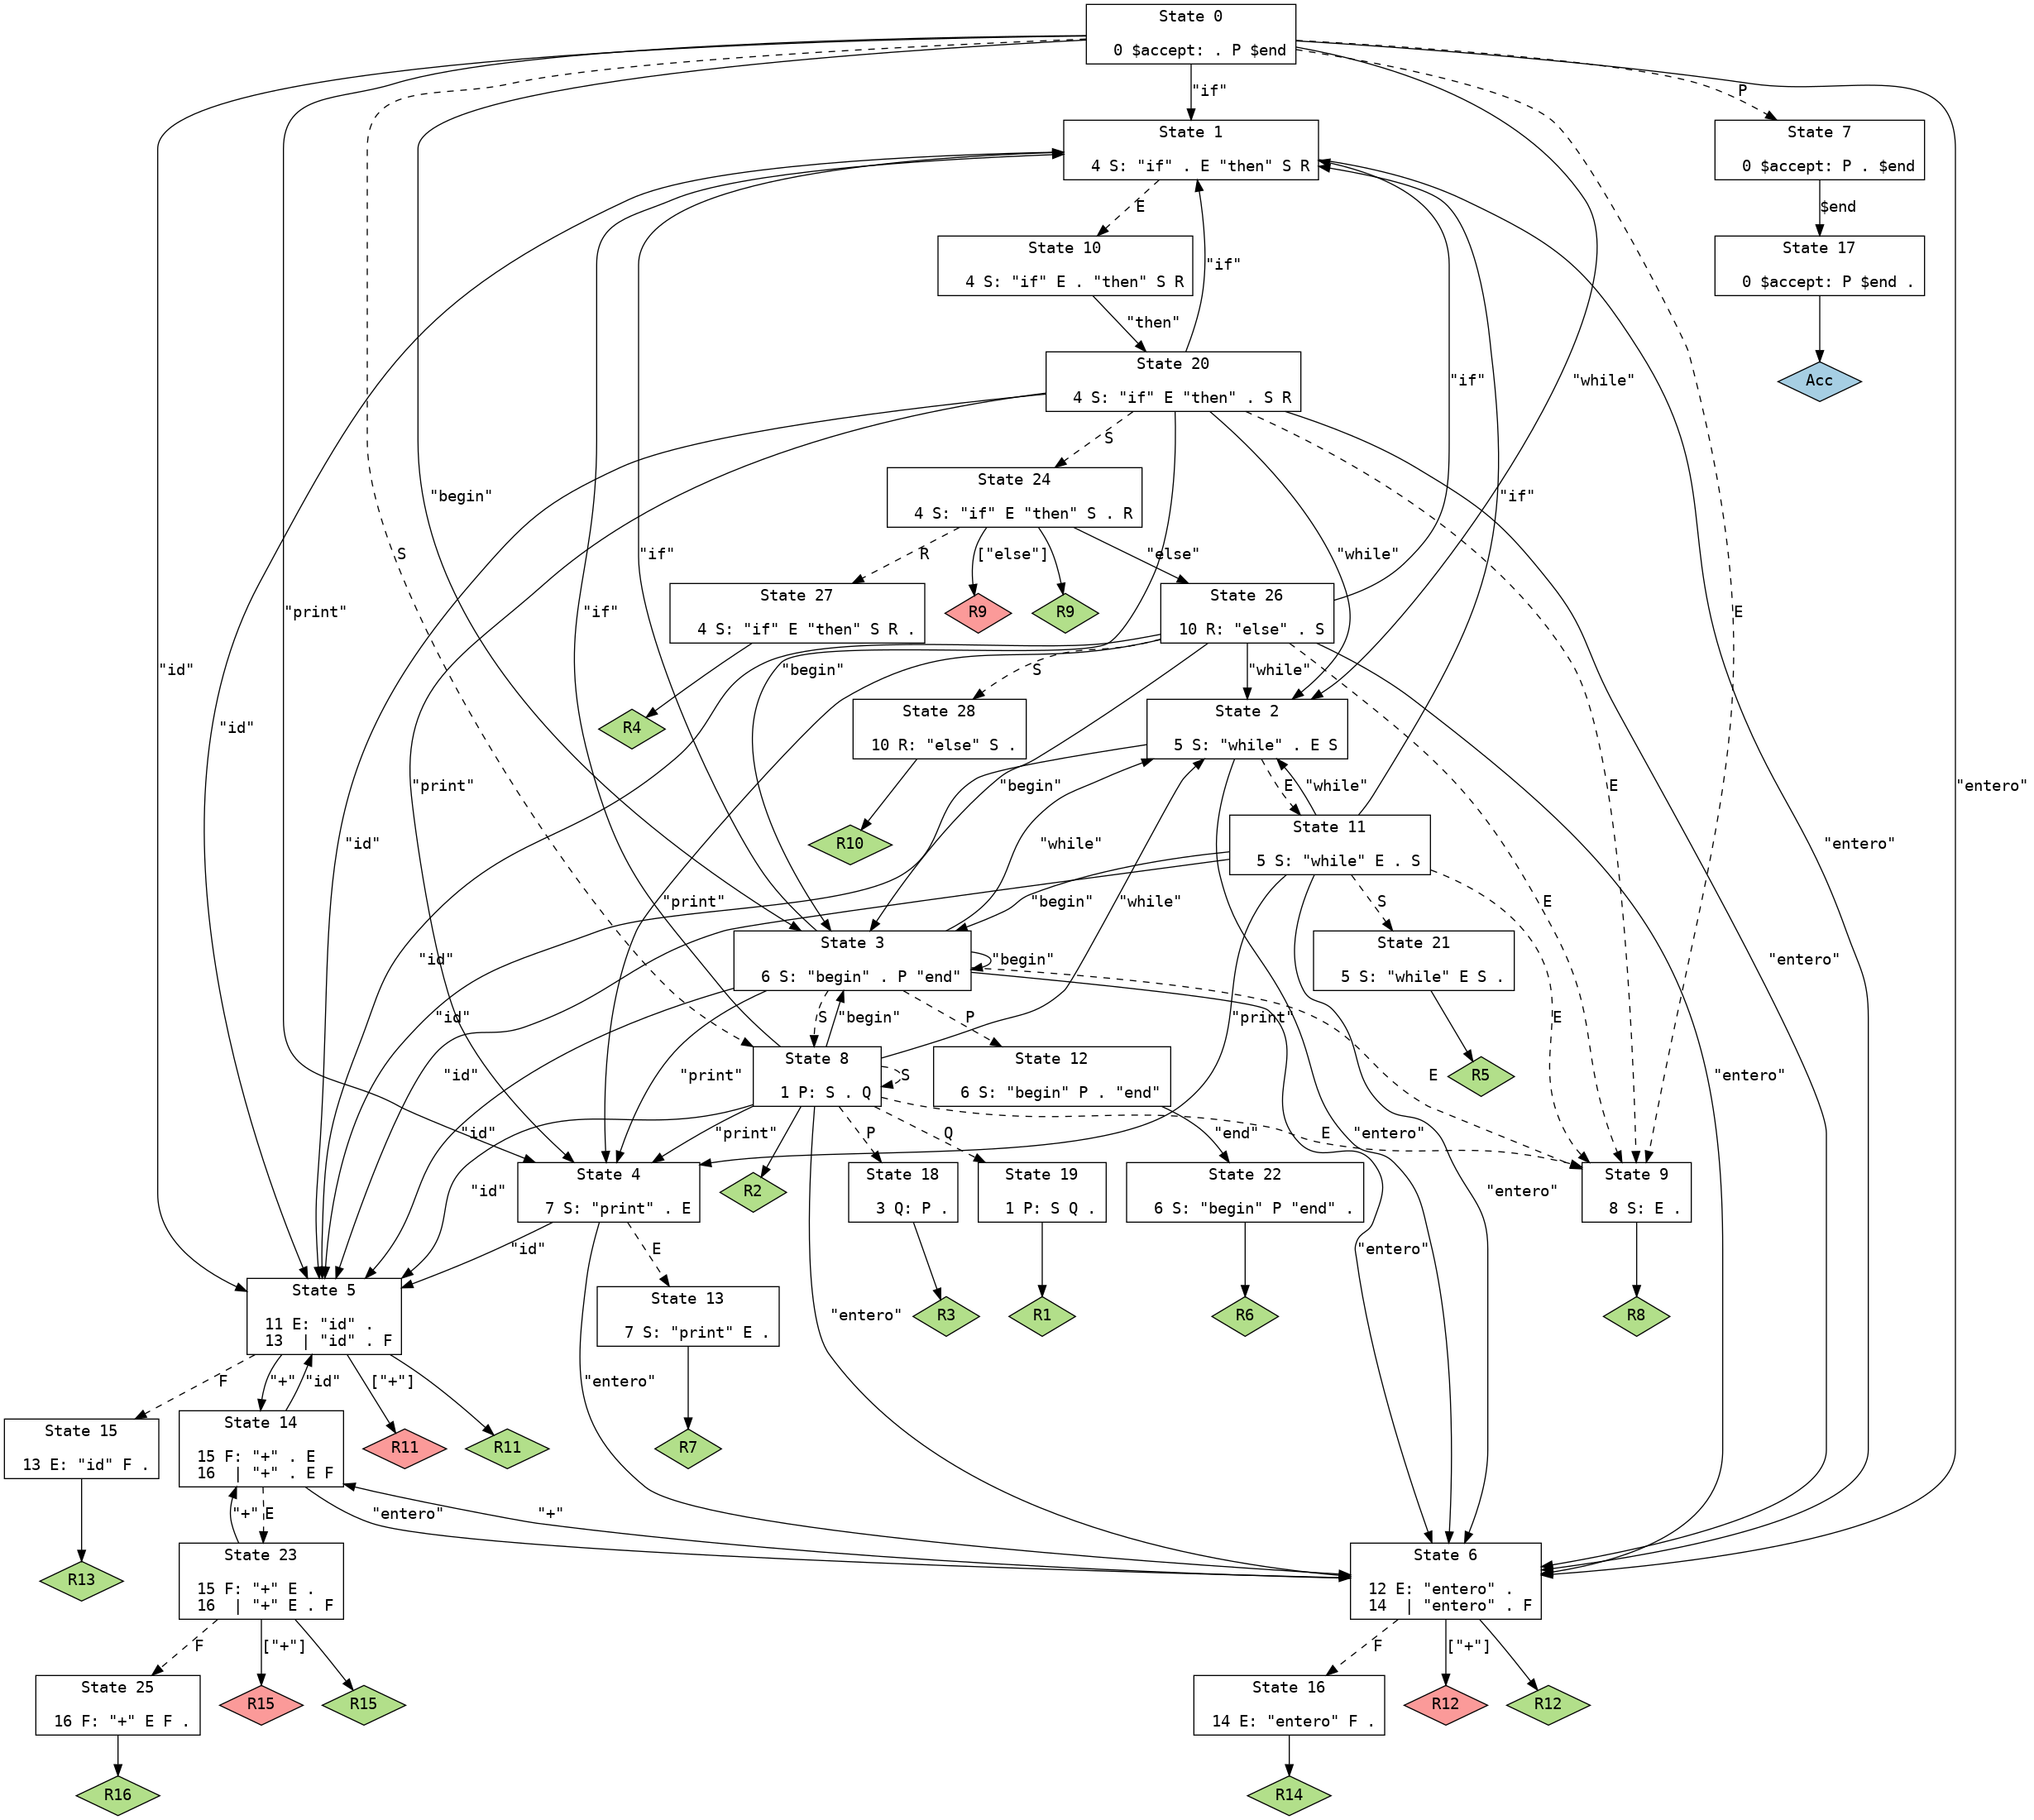 State 0
0 $accept: . P $end
"if"
P
State 1
4 S: "if" . E "then" S R
State 7
0 $accept: P . $end
E
$end
State 10
4 S: "if" E . "then" S R
"if"
State 17
0 $accept: P $end .
"then"
State 20
4 S: "if" E "then" . S R
"if"
"while"
Acc
S
"begin"
State 24
4 S: "if" E "then" S . R
"if"
S
"if"
R
["else"]
"else"
"while"
"print"
"if"
State 27
4 S: "if" E "then" S R .
R9
R9
State 26
10 R: "else" . S
E
"id"
"begin"
S
"while"
"id"
R4
State 28
10 R: "else" S .
State 2
5 S: "while" . E S
"print"
"begin"
E
"while"
E
"entero"
"id"
R10
"while"
State 11
5 S: "while" E . S
"entero"
"print"
"while"
"begin"
S
E
"id"
State 3
6 S: "begin" . P "end"
"begin"
State 21
5 S: "while" E S .
"entero"
"id"
S
"begin"
P
"print"
E
"id"
"print"
State 8
1 P: S . Q
S
State 12
6 S: "begin" P . "end"
E
R5
"entero"
"id"
"print"
P
Q
"end"
E
"entero"
"id"
State 4
7 S: "print" . E
R2
State 18
3 Q: P .
State 19
1 P: S Q .
State 22
6 S: "begin" P "end" .
"entero"
State 9
8 S: E .
"id"
E
"entero"
State 5
11 E: "id" .
13  | "id" . F
State 13
7 S: "print" E .
"entero"
R3
R1
R6
R8
F
"+"
"id"
["+"]
"entero"
State 15
13 E: "id" F .
State 14
15 F: "+" . E
16  | "+" . E F
R11
R11
R7
"+"
E
"entero"
"+"
R13
State 23
15 F: "+" E .
16  | "+" E . F
State 6
12 E: "entero" .
14  | "entero" . F
F
["+"]
F
["+"]
State 25
16 F: "+" E F .
R15
R15
State 16
14 E: "entero" F .
R12
R12
R16
R14